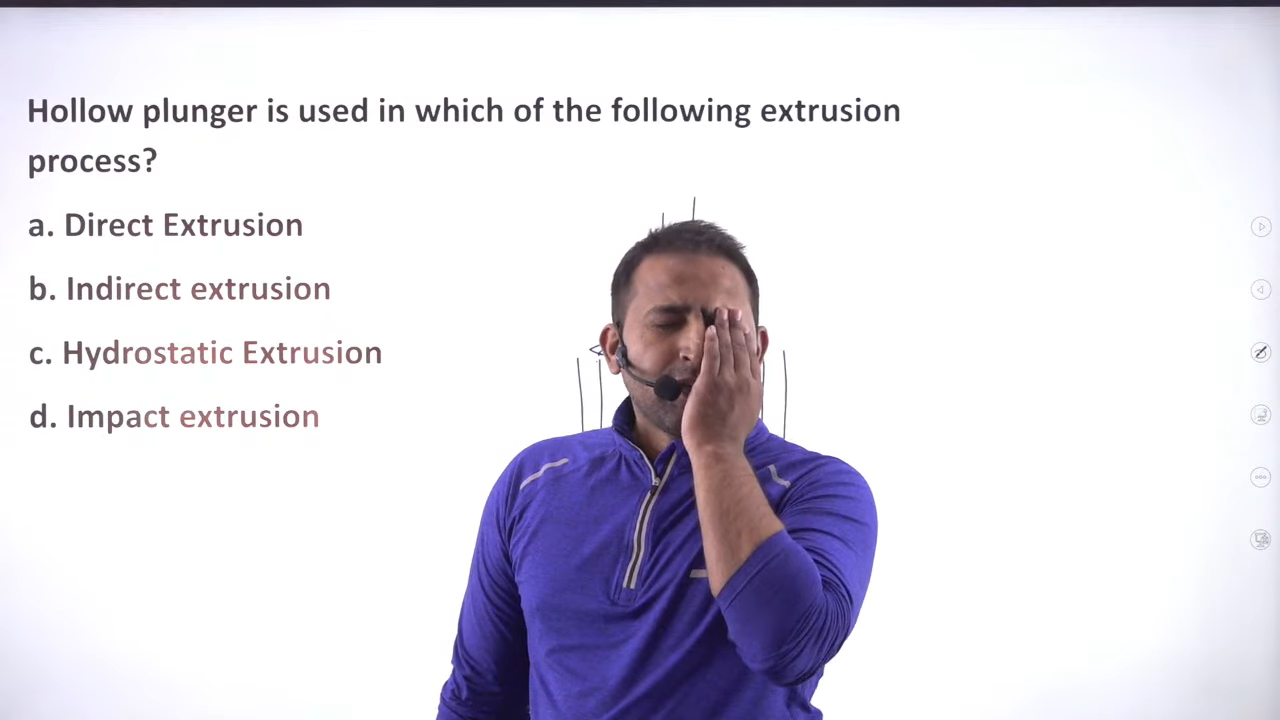 Hollow plunger is used in which of the following extrusion
process?
a. Direct Extrusion
b. Indirect extrusion
c. Hydrostatic Extrusion
d. Impact extrusion